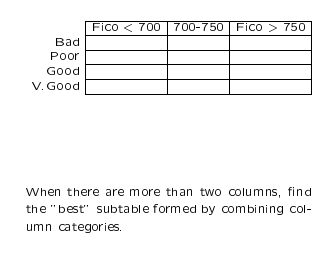 Fico < 700 700-750 Fico > 750
Bad
Poor
Good
V.Good
When there are more than two columns, find
the "best" subtable formed by combining col-
umn categories.